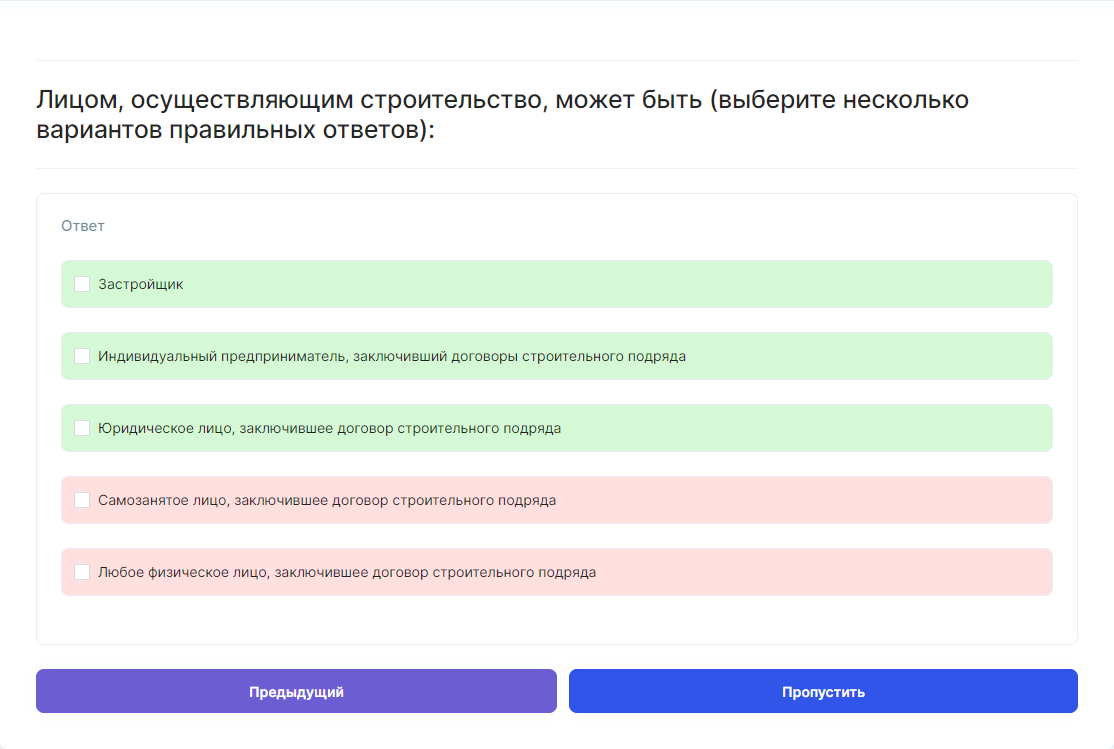 Лицом, осуществляющим строительство, может быть (выберите несколько
вариантов правильных ответов):
Ответ
Застройщик
Индивидуальный предприниматель, заключивший договоры строительного подряда
Юридическое лицо, заключившее договор строительного подряда
Самозанятое лицо, заключившее договор строительного подряда
Любое физическое лицо, заключившее договор строительного подряда
Предыдущий
Пропустить